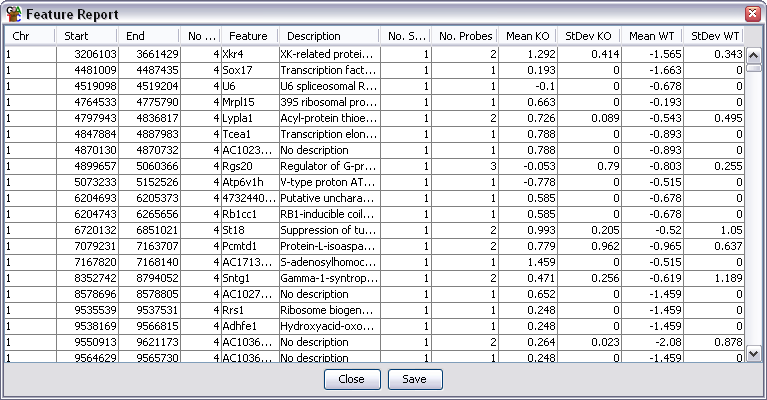 Feature Report
Chr Start End No ... Feature Description No. S... No. Probes Mean KO StDev KO Mean WT StDev WT
1 3206103 3661429 4 Xkr4 XK-related protei... 1 2 1.292 0.414 -1.565 0.343
1 4481009 4487435 4 Sox17 Transcription fact... 1 1 0.193 0 -1.663 0
1 4519098 4519204 4 U6 U6 spliceosomal R... 1 1 -0.1 0 -0.678 0
1 4764533 4775790 4 Mrpl15 39S ribosomal pro... 1 1 0.663 0 -0.193 0
1 4797943 4836817 4 Lypla1 Acyl-protein thioe... 1 2 0.726 0.089 -0.543 0.495
1 4847884 4887983 4 Tcea1 Transcription elon... 1 1 0.788 0 -0.893 0
1 4870130 4870732 4 AC1023... No description 1 1 0.788 0 -0.893 0
1 4899657 5060366 4 Rgs20 Regulator of G-pr... 1 3 -0.053 0.79 -0.803 0.255
1 5073233 5152526 4 Atp6v1h V-type proton AT... 1 1 -0.778 0 -0.515 0
1 6204693 6205373 4 4732440... Putative unchara... 1 1 0.585 0 -0.678 0
1 6204743 6265656 4 Rb1cc1 RB1-inducible coil... 1 1 0.585 0 -0.678 0
1 6720132 6851021 4 St18 Suppression of tu... 1 2 0.993 0.205 -0.52 1.05
1 7079231 7163707 4 Pcmtd1 Protein-L-isoaspa... 1 2 0.779 0.962 -0.965 0.637
1 7167820 7168140 4 AC1713... S-adenosylhomoc... 1 1 1.459 0 -0.515 0
1 8352742 8794052 4 Sntg1 Gamma-1-syntrop... 1 2 0.471 0.256 -0.619 1.189
1 8578696 8578805 4 AC1027... No description 1 1 0.652 0 -1.459 0
1 9535539 9537531 4 Rrs1 Ribosome biogen... 1 1 0.248 0 -1.459 0
1 9538169 9566815 4 Adhfe1 Hydroxyacid-oxo... 1 1 0.248 0 -1.459 0
1 9550913 9621173 4 AC1036... No description 1 2 0.264 0.023 -2.08 0.878
1 9564629 9565730 4 AC1036... No description 1 1 0.248 0 -1.459 0
Close Save